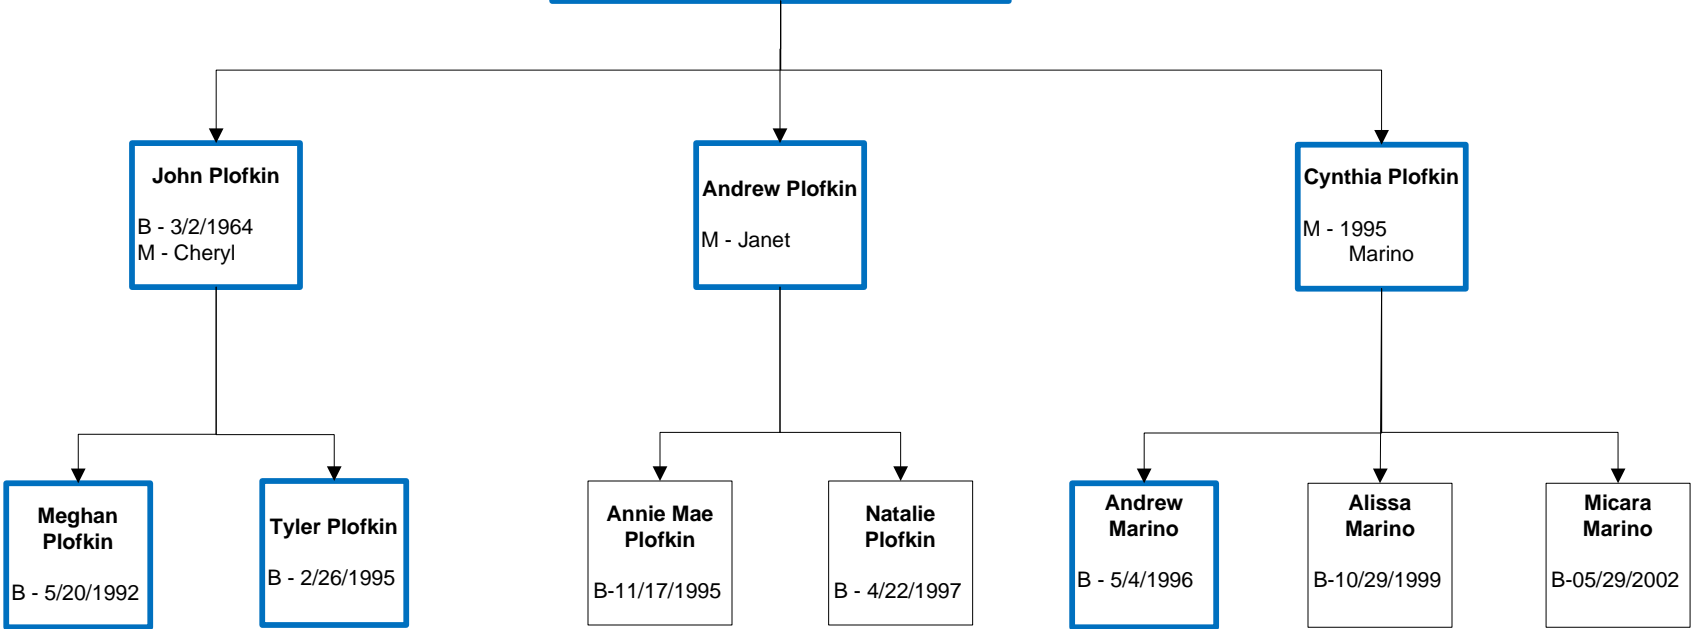 John Plofkin
B - 3/2/1964
M - Cheryl
Andrew Plofkin
M - Janet
Cynthia Plofkin
M - 1995
Marino
Meghan
Plofkin
B - 5/20/1992
Tyler Plofkin
B - 2/26/1995
Annie Mae
Plofkin
B-11/17/1995
Natalie
Plofkin
B - 4/22/1997
Andrew
Marino
B - 5/4/1996
Alissa
Marino
B-10/29/1999
Micara
Marino
B-05/29/2002